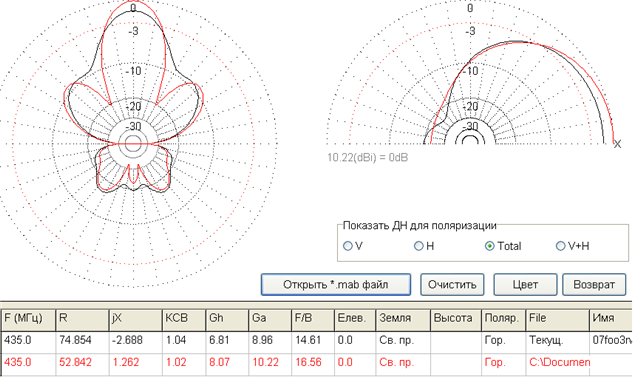 0
-3
-10
-20
-30
0
-3
-10
-20
-30
X
10.22(dBi) = 0dB
Показать ДН для поляризации
V H Total V+H
Открыть *.mab файл Очистить Цвет Возврат
F (МГц) R jX КСВ Gh Ga F/B Елев. Земля Высота Поляр. File Имя
435.0 74.854 -2.688 1.04 6.81 8.96 14.61 0.0 Св. пр. Гор. Текущ.
435.0 52.842 1.262 1.02 8.07 10.22 16.56 0.0 Св. пр. Гор. C:\Documen